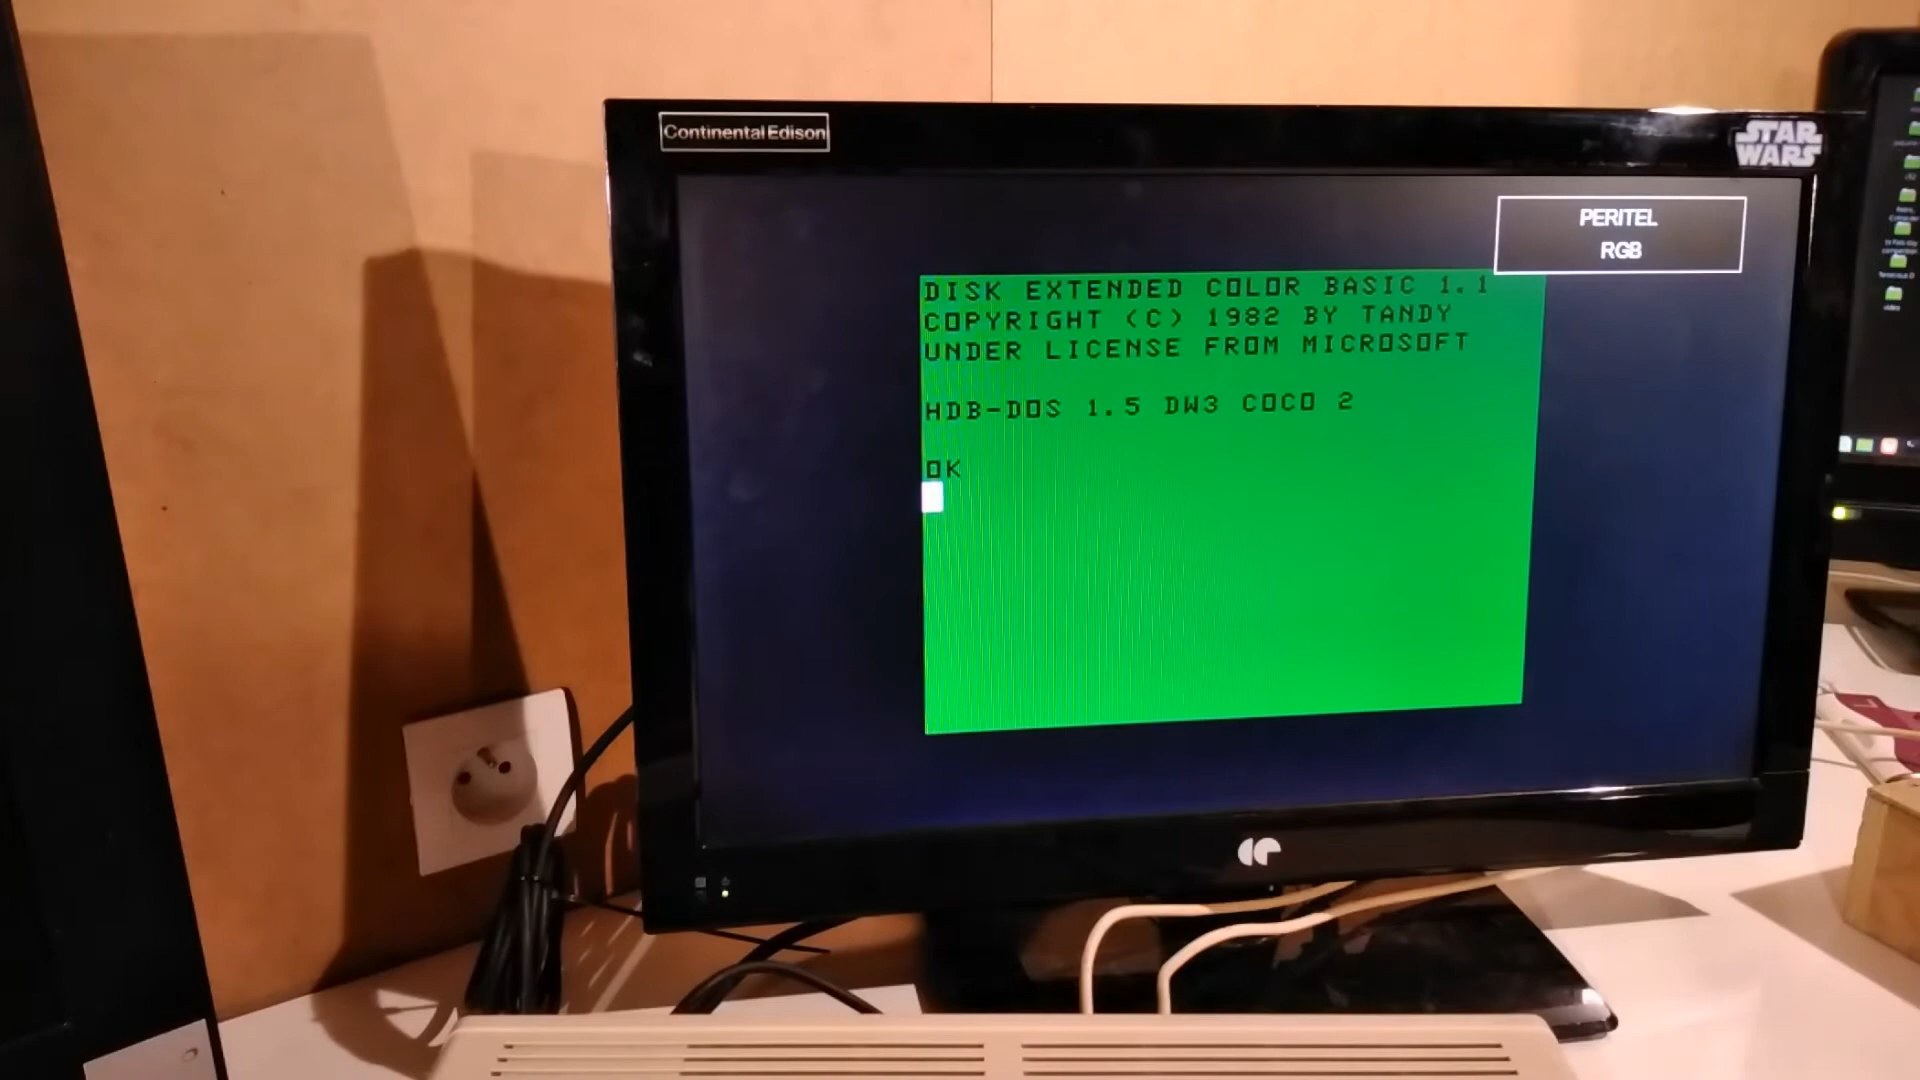 Continental Edison
STAR
WARS
PERITEL
RGB
DISK EXTENDED COLOR BASIC 1.1
COPYRIGHT (C) 1982 BY TANDY
UNDER LICENSE FROM MICROSOFT
HDB-DOS 1.5 DW3 COCO 2
OK